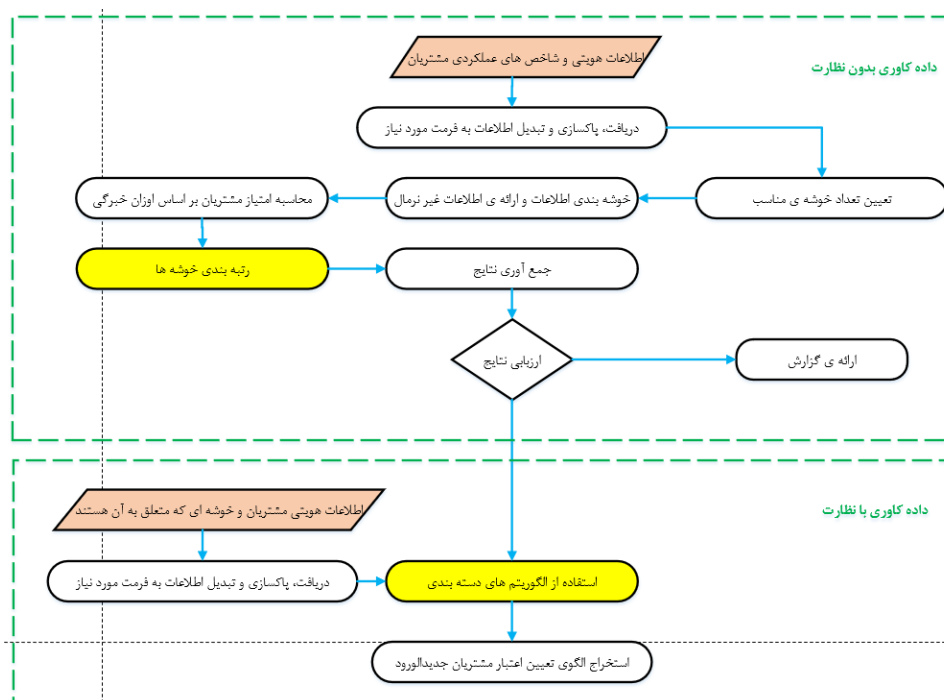 اطلاعات هویتی و شاخص های عملکردی مشتریان
داده کاوری بدون نظارت
دریافت، پاکسازی و تبدیل اطلاعات به فرمت مورد نیاز
تعیین تعداد خوشه ی مناسب
خوشه بندی اطلاعات و ارائه ی اطلاعات غیر نرمال
محاسبه امتیاز مشتریان بر اساس اوزان خبرگی
رتبه بندی خوشه ها
جمع آوری نتایج
ارزیابی نتایج
ارائه ی گزارش
داده کاوری با نظارت
اطلاعات هویتی مشتریان و خوشه ای که متعلق به آن هستند
دریافت، پاکسازی و تبدیل اطلاعات به فرمت مورد نیاز
استفاده از الگوریتم های دسته بندی
استخراج الگوی تعیین اعتبار مشتریان جدیدالورود